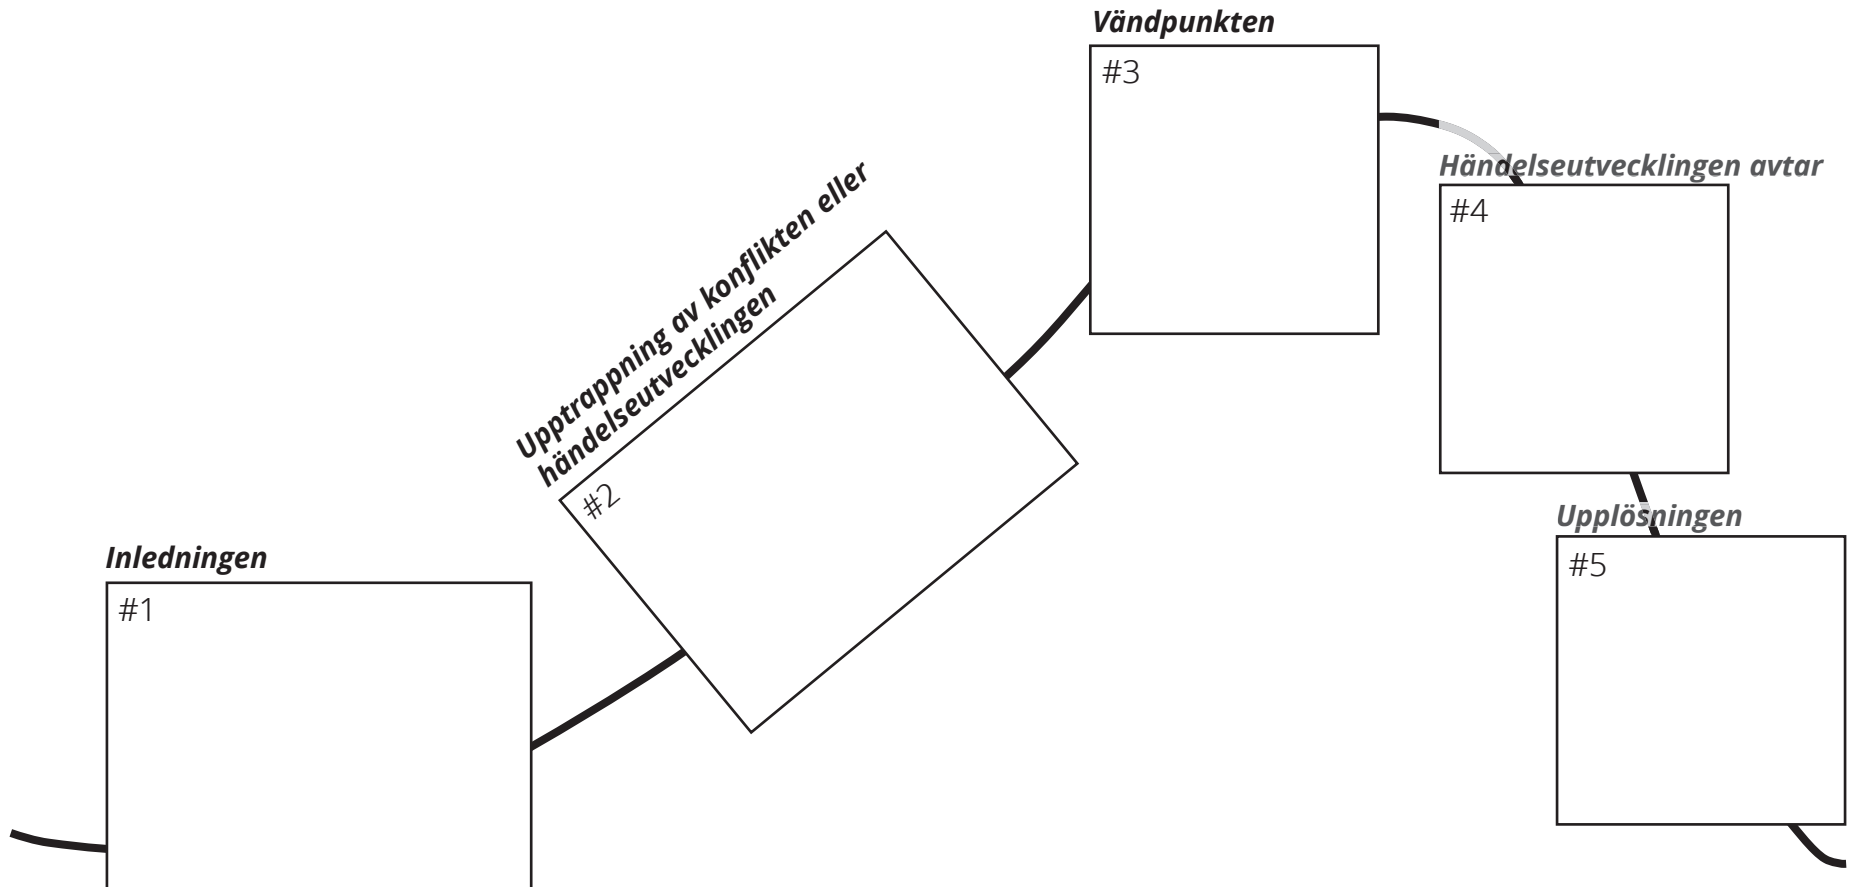 Inledningen
#1
Upptrappning av konflikten eller
händelseutvecklingen
#2
Vändpunkten
#3
Händelseutvecklingen avtar
#4
Upplösningen
#5